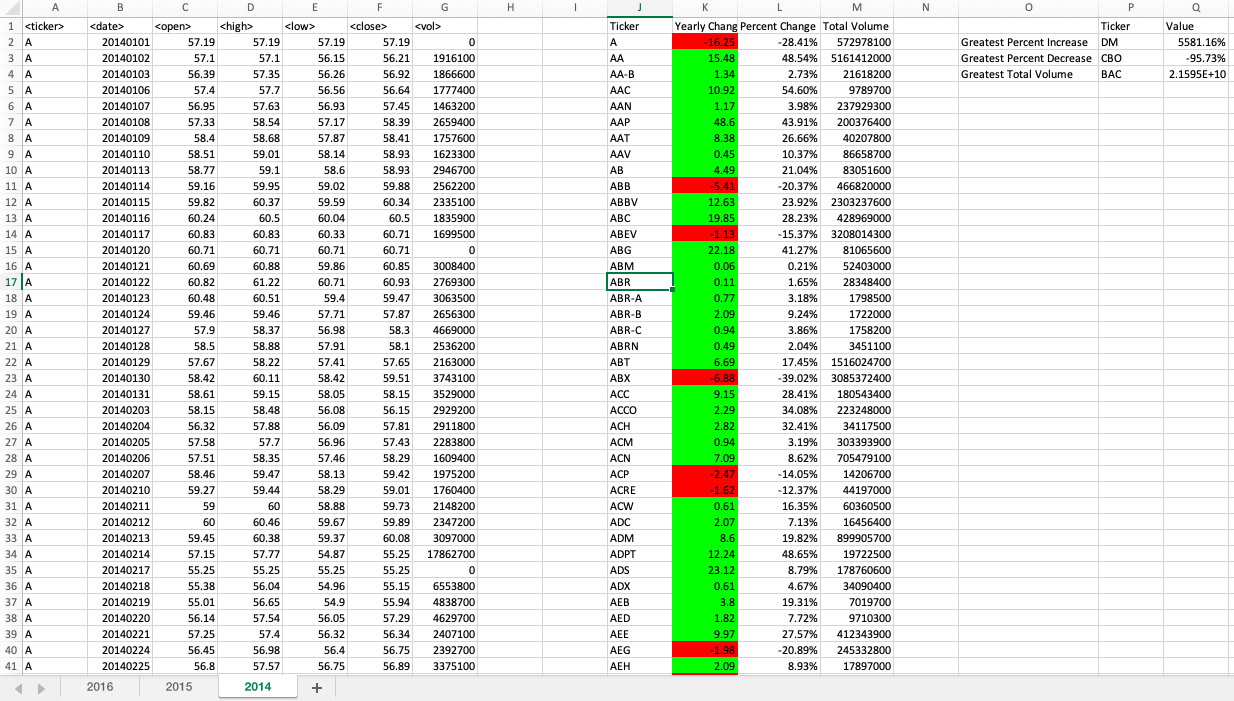 A B C D E F G H I J K L M N O P Q
1 <ticker> <date> <open> <high> <low> <close> <vol> Ticker Yearly Chang Percent Change Total Volume Ticker Value
2 A 20140101 57.19 57.19 57.19 57.19 0 A -16.25 -28.41% 572978100 Greatest Percent Increase DM 5581.16%
3 A 20140102 57.1 57.1 56.15 56.21 1916100 AA 15.48 48.54% 5161412000 Greatest Percent Decrease CBO -95.73%
4 A 20140103 56.39 57.35 56.26 56.92 1866600 AA-B 1.34 2.73% 21618200 Greatest Total Volume BAC 2.1595E+10
5 A 20140106 57.4 57.7 56.56 56.64 1777400 AAC 10.92 54.60% 9789700
6 A 20140107 56.95 57.63 56.93 57.45 1463200 AAN 1.17 3.98% 237929300
7 A 20140108 57.33 58.54 57.17 58.39 2659400 AAP 48.6 43.91% 200376400
8 A 20140109 58.4 58.68 57.87 58.41 1757600 AAT 8.38 26.66% 40207800
9 A 20140110 58.51 59.01 58.14 58.93 1623300 AAV 0.45 10.37% 86658700
10 A 20140113 58.77 59.1 58.6 58.93 2946700 AB 4.49 21.04% 83051600
11 A 20140114 59.16 59.95 59.02 59.88 2562200 ABB -5.41 -20.37% 466820000
12 A 20140115 59.82 60.37 59.59 60.34 2335100 ABBV 12.63 23.92% 2303237600
13 A 20140116 60.24 60.5 60.04 60.5 1835900 ABC 19.85 28.23% 428969000
14 A 20140117 60.83 60.83 60.33 60.71 1699500 ABEV -1.13 -15.37% 3208014300
15 A 20140120 60.71 60.71 60.71 60.71 0 ABG 22.18 41.27% 81065600
16 A 20140121 60.69 60.88 59.86 60.85 3008400 ABM 0.06 0.21% 52403000
17 A 20140122 60.82 61.22 60.71 60.93 2769300 ABR 0.11 1.65% 28348400
18 A 20140123 60.48 60.51 59.4 59.47 3063500 ABR-A 0.77 3.18% 1798500
19 A 20140124 59.46 59.46 57.71 57.87 2656300 ABR-B 2.09 9.24% 1722000
20 A 20140127 57.9 58.37 56.98 58.3 4669000 ABR-C 0.94 3.86% 1758200
21 A 20140128 58.5 58.88 57.91 58.1 2536200 ABRN 0.49 2.04% 3451100
22 A 20140129 57.67 58.22 57.41 57.65 2163000 ABT 6.69 17.45% 1516024700
23 A 20140130 58.42 60.11 58.42 59.51 3743100 ABX -6.88 -39.02% 3085372400
24 A 20140131 58.61 59.15 58.05 58.15 3529000 ACC 9.15 28.41% 180543400
25 A 20140203 58.15 58.48 56.08 56.15 2929200 ACCO 2.29 34.08% 223248000
26 A 20140204 56.32 57.88 56.09 57.81 2911800 ACH 2.82 32.41% 34117500
27 A 20140205 57.58 57.7 56.96 57.43 2283800 ACM 0.94 3.19% 303393900
28 A 20140206 57.51 58.35 57.46 58.29 1609400 ACN 7.09 8.62% 705479100
29 A 20140207 58.46 59.47 58.13 59.42 1975200 ACP -2.47 -14.05% 14206700
30 A 20140210 59.27 59.44 58.29 59.01 1760400 ACRE -1.62 -12.37% 44197000
31 A 20140211 59 60 58.88 59.73 2148200 ACW 0.61 16.35% 60360500
32 A 20140212 60 60.46 59.67 59.89 2347200 ADC 2.07 7.13% 16456400
33 A 20140213 59.45 60.38 59.37 60.08 3097000 ADM 8.6 19.82% 899905700
34 A 20140214 57.15 57.77 54.87 55.25 17862700 ADPT 12.24 48.65% 19722500
35 A 20140217 55.25 55.25 55.25 55.25 0 ADS 23.12 8.79% 178760600
36 A 20140218 55.38 56.04 54.96 55.15 6553800 ADX 0.61 4.67% 34090400
37 A 20140219 55.01 56.65 54.9 55.94 4838700 AEB 3.8 19.31% 7019700
38 A 20140220 56.14 57.54 56.05 57.29 4629700 AED 1.82 7.72% 9710300
39 A 20140221 57.25 57.4 56.32 56.34 2407100 AEE 9.97 27.57% 412343900
40 A 20140224 56.45 56.98 56.4 56.75 2392700 AEG -1.98 -20.89% 245332800
41 A 20140225 56.8 57.57 56.75 56.89 3375100 AEH 2.09 8.93% 17897000
2016 2015 2014 +